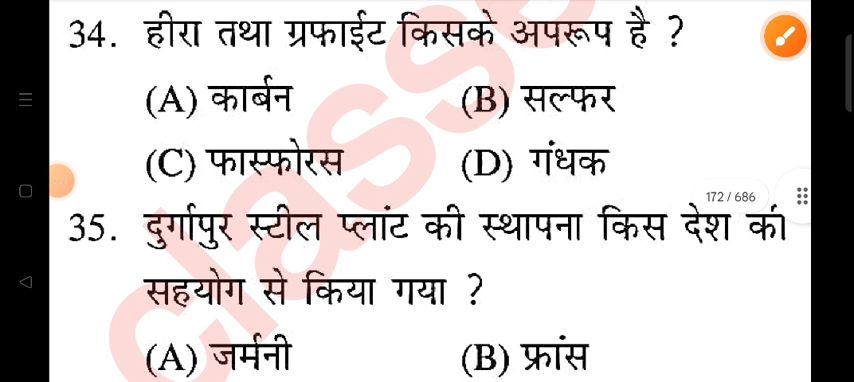 34. हीरा तथा ग्रफाईट किसके अपरूप है ?
(A) कार्बन (B) सल्फर
(C) फास्फोरस (D) गंधक
172 / 686
35. दुर्गापुर स्टील प्लांट की स्थापना किस देश की
सहयोग से किया गया ?
(A) जर्मनी (B) फ्रांस
classe